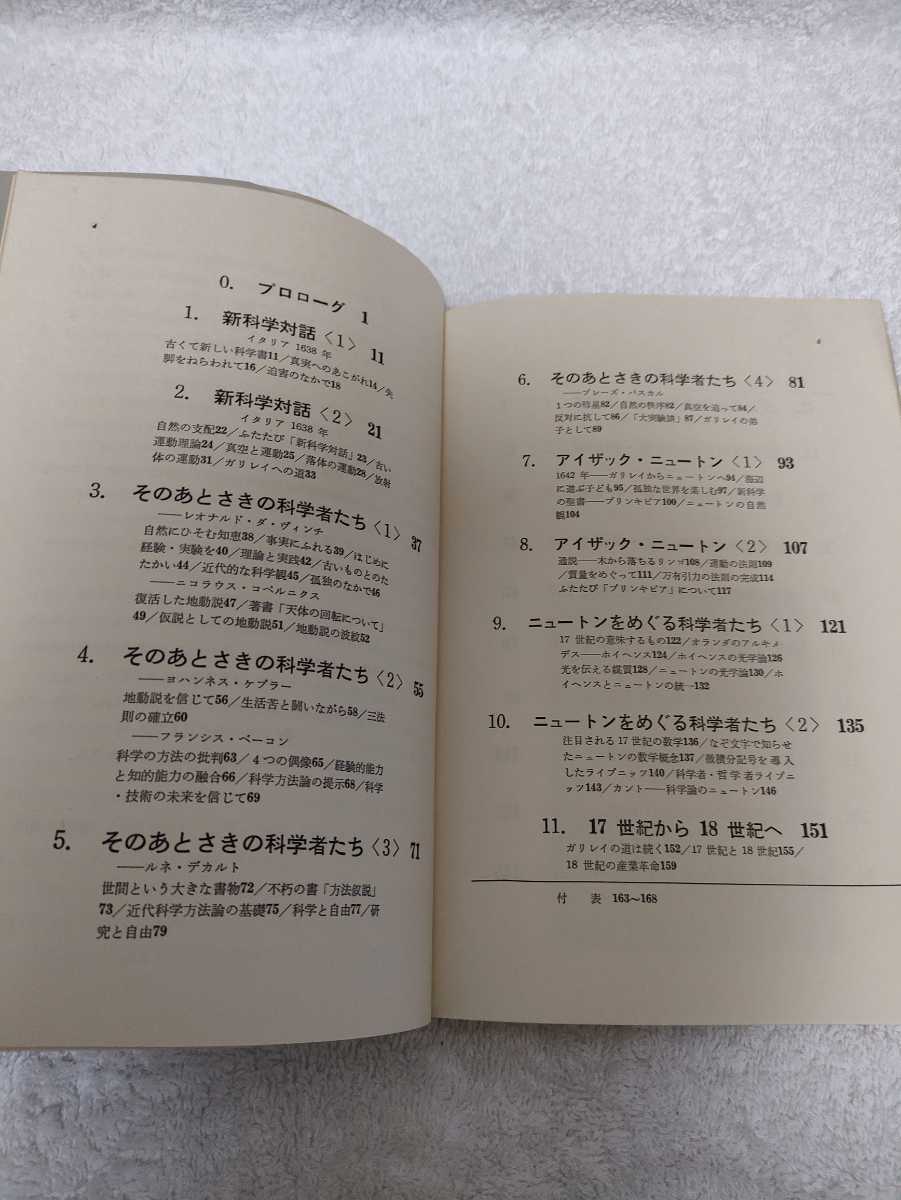 0. プロローグ 1
1. 新科学対話〈1〉 11
イタリア 1638 年
古くて新しい科学書11／真実へのあこがれ14／失
脚をねらわれて16／迫害のなかで18
2. 新科学対話〈2〉 21
イタリア 1638 年
自然の支配22／ふたたび「新科学対話」23／古い
運動理論24／真空と運動25／落体の運動28／放射
体の運動31／ガリレイへの道33
3. そのあとさきの科学者たち〈1〉 37
——レオナルド・ダ・ヴィンチ
自然にひそむ知恵38／事実にふれる39／はじめに
経験・実験を40／理論と実践42／古いものとのた
たかい44／近代的な科学観45／孤独のなかで46
——ニコラウス・コペルニクス
復活した地動説47／著書「天体の回転について」
49／仮説としての地動説51／地動説の波紋52
4. そのあとさきの科学者たち〈2〉 55
——ヨハンネス・ケプラー
地動説を信じて56／生活苦と闘いながら58／三法
則の確立60
——フランシス・ベーコン
科学の方法の批判63／4つの偶像65／経験的能力
と知的能力の融合66／科学方法論の提示68／科学
・技術の未来を信じて69
5. そのあとさきの科学者たち〈3〉 71
——ルネ・デカルト
世間という大きな書物72／不朽の書「方法叙説」
73／近代科学方法論の基礎75／科学と自由77／研
究と自由79
6. そのあとさきの科学者たち〈4〉 81
——ブレーズ・パスカル
1つの彗星82／自然の秩序82／真空を追って84／
反対に抗して86／「大実験談」87／ガリレイの弟
子として89
7. アイザック・ニュートン〈1〉 93
1642 年——ガリレイからニュートンへ94／海辺
に遊ぶ子ども95／孤独な世界を楽しむ97／新科学
の聖書——プリンキピア100／ニュートンの自然
観104
8. アイザック・ニュートン〈2〉 107
通説——木から落ちるリンゴ108／運動の法則109
／質量をめぐって111／万有引力の法則の完成114
ふたたび「プリンキピア」について117
9. ニュートンをめぐる科学者たち〈1〉 121
17 世紀の意味するもの122／オランダのアルキメ
デス——ホイヘンス124／ホイヘンスの光学論126
光を伝える媒質128／ニュートンの光学論130／ホ
イヘンスとニュートンの統一132
10. ニュートンをめぐる科学者たち〈2〉 135
注目される 17 世紀の数学136／なぞ文字で知らせ
たニュートンの数学概念137／微積分記号を導入
したライプニッツ140／科学者・哲学者ライプニ
ッツ143／カント——科学論のニュートン146
11. 17 世紀から 18 世紀へ 151
ガリレイの道は続く152／17 世紀と 18 世紀155／
18 世紀の産業革命159
付 表 163～168